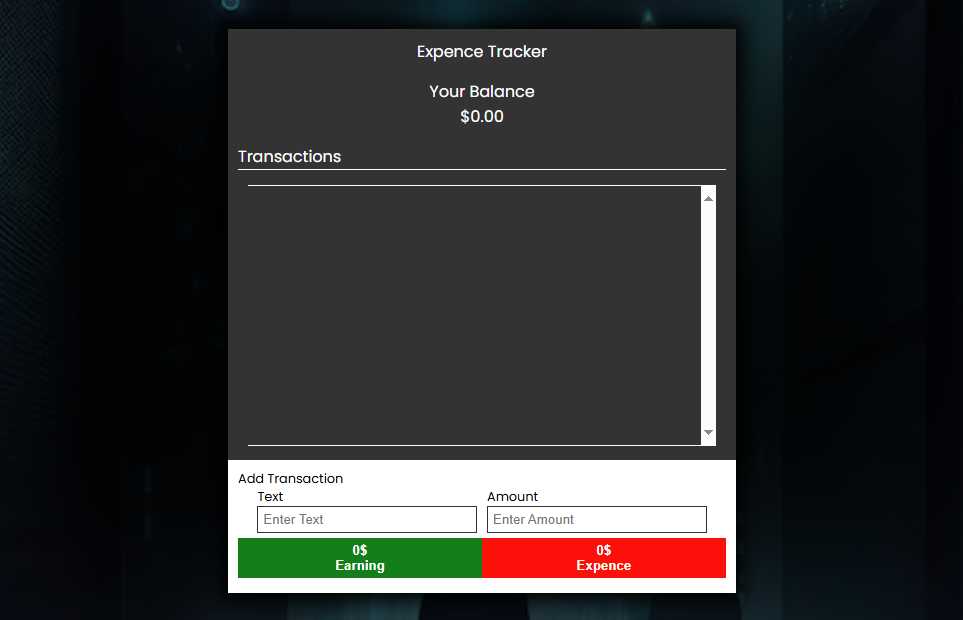 Expence Tracker
Your Balance
$0.00
Transactions
Add Transaction
Text
Amount
Enter Text
Enter Amount
0$
Earning
0$
Expence